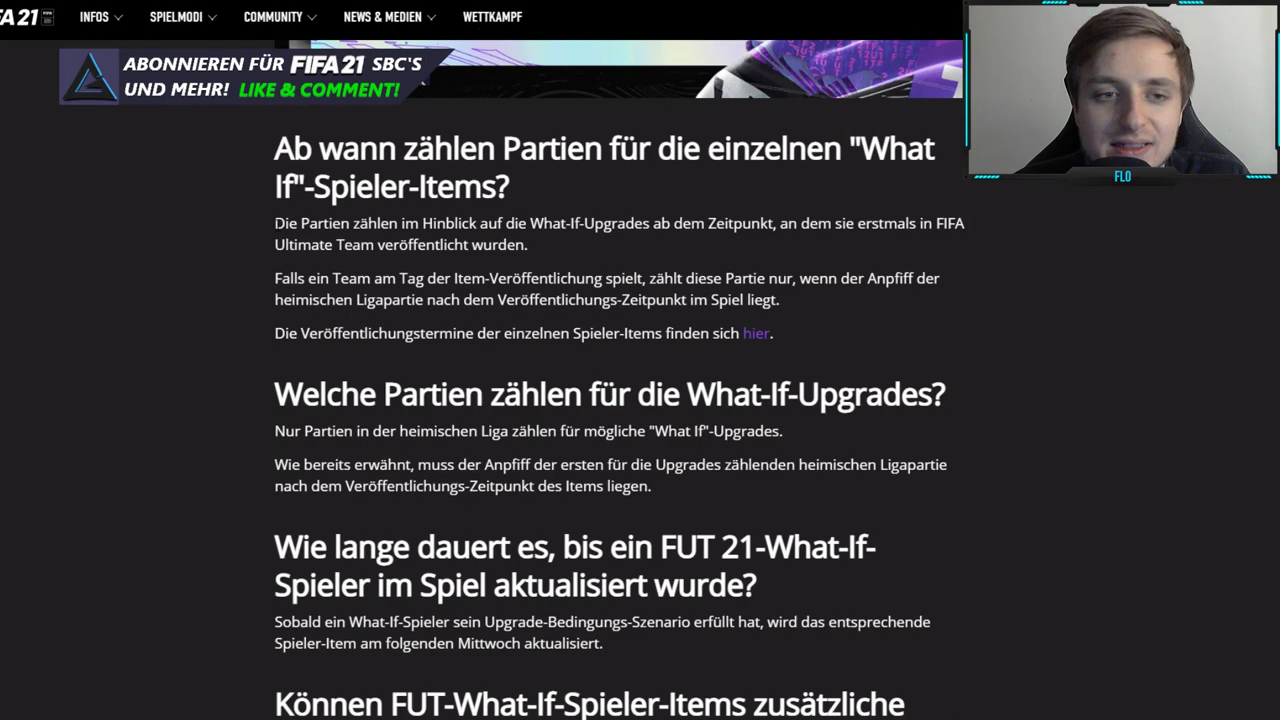 FA 21
INFOS
SPIELMODI
COMMUNITY
NEWS & MEDIEN
WETTKAMPF
ABONNIEREN FÜR FIFA 21 SBC'S
UND MEHR! LIKE & COMMENT!
FLO
Ab wann zählen Partien für die einzelnen "What
If"-Spieler-Items?
Die Partien zählen im Hinblick auf die What-If-Upgrades ab dem Zeitpunkt, an dem sie erstmals in FIFA
Ultimate Team veröffentlicht wurden.
Falls ein Team am Tag der Item-Veröffentlichung spielt, zählt diese Partie nur, wenn der Anpfiff der
heimischen Ligapartie nach dem Veröffentlichungs-Zeitpunkt im Spiel liegt.
Die Veröffentlichungstermine der einzelnen Spieler-Items finden sich hier.
Welche Partien zählen für die What-If-Upgrades?
Nur Partien in der heimischen Liga zählen für mögliche "What If"-Upgrades.
Wie bereits erwähnt, muss der Anpfiff der ersten für die Upgrades zählenden heimischen Ligapartie
nach dem Veröffentlichungs-Zeitpunkt des Items liegen.
Wie lange dauert es, bis ein FUT 21-What-If-
Spieler im Spiel aktualisiert wurde?
Sobald ein What-If-Spieler sein Upgrade-Bedingungs-Szenario erfüllt hat, wird das entsprechende
Spieler-Item am folgenden Mittwoch aktualisiert.
Können FUT-What-If-Spieler-Items zusätzliche